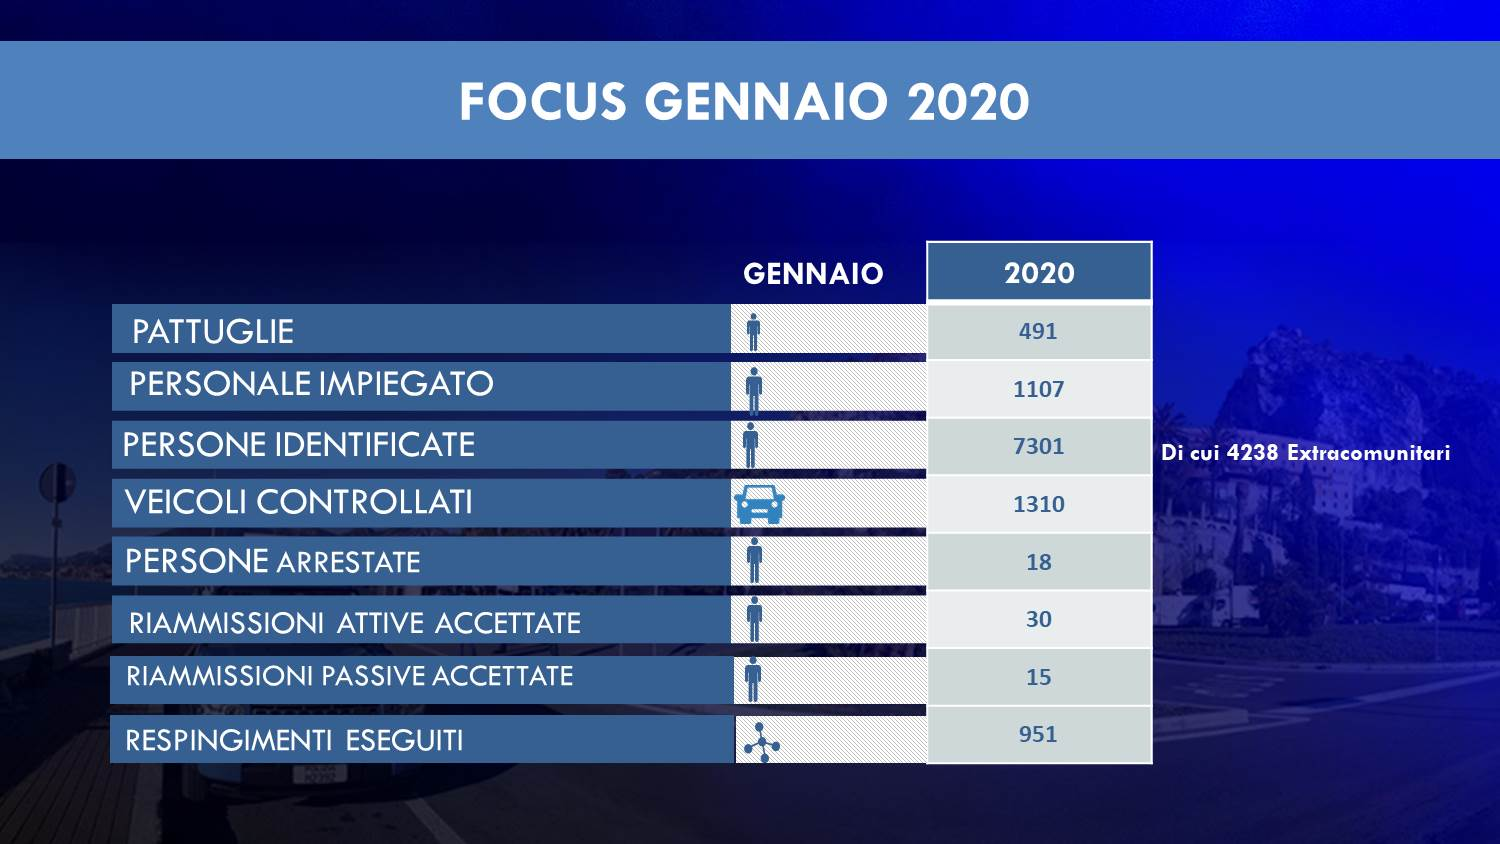 FOCUS GENNAIO 2020
GENNAIO 2020
PATTUGLIE 491
PERSONALE IMPIEGATO 1107
PERSONE IDENTIFICATE 7301 Di cui 4238 Extracomunitari
VEICOLI CONTROLLATI 1310
PERSONE ARRESTATE 18
RIAMMISSIONI ATTIVE ACCETTATE 30
RIAMMISSIONI PASSIVE ACCETTATE 15
RESPINGIMENTI ESEGUITI 951